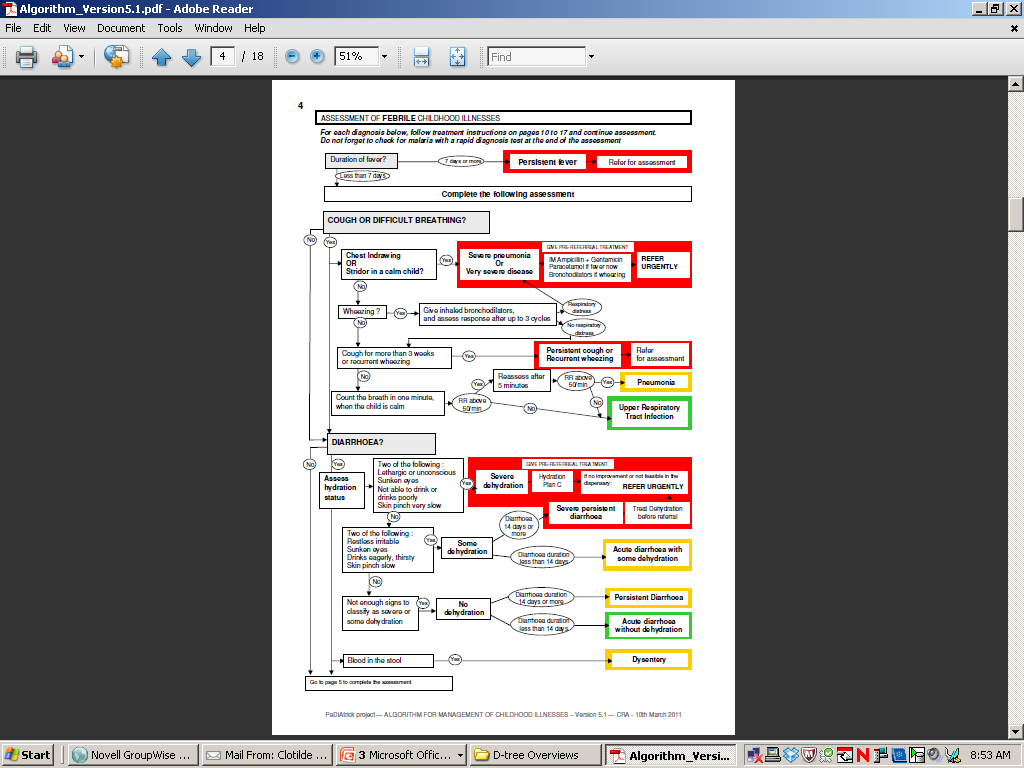 Algorithm_Version5.1.pdf - Adobe Reader
File Edit View Document Tools Window Help
4 / 18 51% Find
4
ASSESSMENT OF FEBRILE CHILDHOOD ILLNESSES
For each diagnosis below, follow treatment instructions on pages 10 to 17 and continue assessment.
Do not forget to check for malaria with a rapid diagnosis test at the end of the assessment
Duration of fever?
7 days or more
Persistent fever
Refer for assessment
Less than 7 days
Complete the following assessment
COUGH OR DIFFICULT BREATHING?
No
Yes
Chest Indrawing
OR
Stridor in a calm child?
Yes
Severe pneumonia
Or
Very severe disease
GIVE PRE-REFERREAL TREATMENT
IM Ampicillin + Gentamicin
Paracetamol if fever now
Bronchodilators if wheezing
REFER
URGENTLY
No
Wheezing ?
Yes
Give inhaled bronchodilators,
and assess response after up to 3 cycles
Respiratory
distress
No respiratory
distress
No
Cough for more than 3 weeks
or recurrent wheezing
Yes
Persistent cough or
Recurrent wheezing
Refer
for assessment
No
Count the breath in one minute,
when the child is calm
RR above
50/min
Yes
Reassess after
5 minutes
RR above
50/min
Yes
Pneumonia
No
No
Upper Respiratory
Tract Infection
DIARRHOEA?
No
Yes
Assess
hydration
status
Two of the following :
Lethargic or unconscious
Sunken eyes
Not able to drink or
drinks poorly
Skin pinch very slow
Yes
GIVE PRE-REFERREAL TREATMENT
Severe
dehydration
Hydration
Plan C
If no improvement or not feasible in the
dispensary:
REFER URGENTLY
Severe persistent
diarrhoea
Treat Dehydration
before referral
No
Two of the following :
Restless irritable
Sunken eyes
Drinks eagerly, thirsty
Skin pinch slow
Yes
Some
dehydration
Diarrhoea
14 days or
more
Diarrhoea duration
less than 14 days
Acute diarrhoea with
some dehydration
No
Not enough signs to
classify as severe or
some dehydration
Yes
No
dehydration
Diarrhoea duration
14 days or more
Persistent Diarrhoea
Diarrhoea duration
less than 14 days
Acute diarrhoea
without dehydration
Blood in the stool
Yes
Dysentery
Go to page 5 to complete the assessment
PeDiAtrick project — ALGORITHM FOR MANAGEMENT OF CHILDHOOD ILLNESSES – Version 5.1 — CRA - 10th March 2011
Start Novell GroupWise ... Mail From: Clotilde ... 3 Microsoft Offic... D-tree Overviews Algorithm_Versi... 8:53 AM